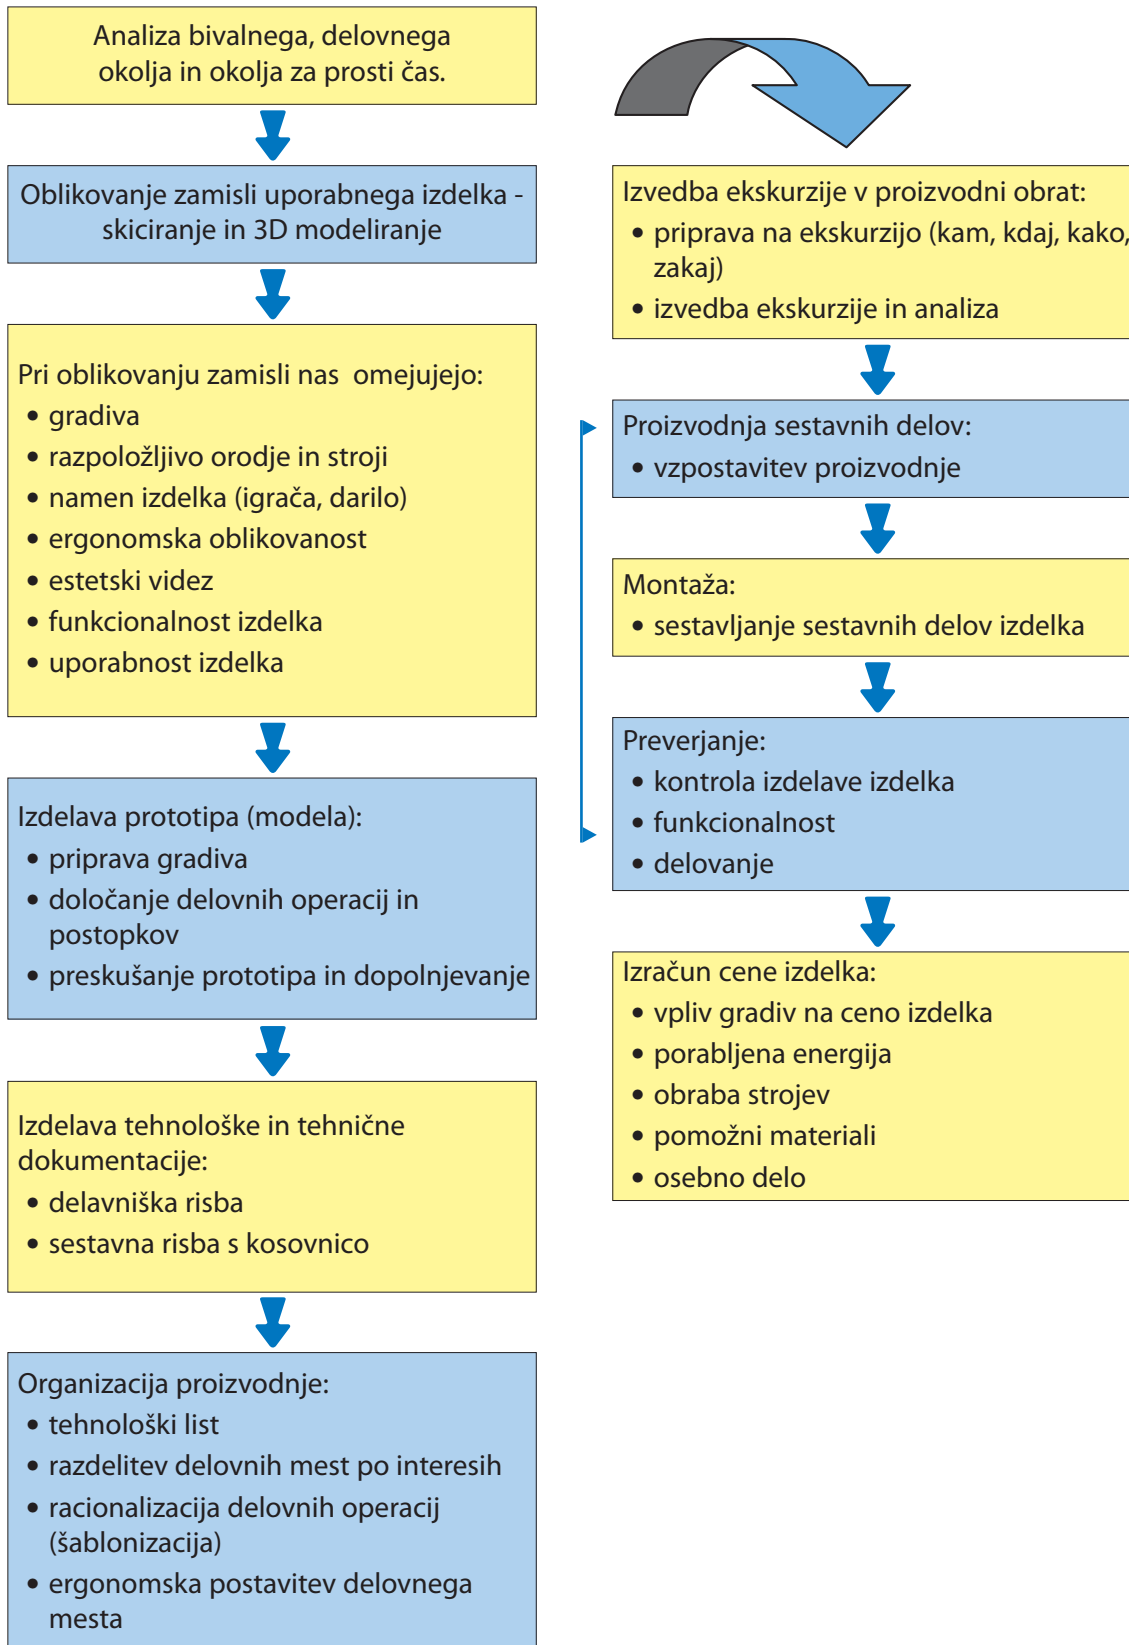 Analiza bivalnega, delovnega
okolja in okolja za prosti čas.
Oblikovanje zamisli uporabnega izdelka -
skiciranje in 3D modeliranje
Pri oblikovanju zamisli nas omejujejo:
• gradiva
• razpoložljivo orodje in stroji
• namen izdelka (igrača, darilo)
• ergonomska oblikovanost
• estetski videz
• funkcionalnost izdelka
• uporabnost izdelka
Izdelava prototipa (modela):
• priprava gradiva
• določanje delovnih operacij in
postopkov
• preskušanje prototipa in dopolnjevanje
Izdelava tehnološke in tehnične
dokumentacije:
• delavniška risba
• sestavna risba s kosovnico
Organizacija proizvodnje:
• tehnološki list
• razdelitev delovnih mest po interesih
• racionalizacija delovnih operacij
(šablonizacija)
• ergonomska postavitev delovnega
mesta
Izvedba ekskurzije v proizvodni obrat:
• priprava na ekskurzijo (kam, kdaj, kako,
zakaj)
• izvedba ekskurzije in analiza
Proizvodnja sestavnih delov:
• vzpostavitev proizvodnje
Montaža:
• sestavljanje sestavnih delov izdelka
Preverjanje:
• kontrola izdelave izdelka
• funkcionalnost
• delovanje
Izračun cene izdelka:
• vpliv gradiv na ceno izdelka
• porabljena energija
• obraba strojev
• pomožni materiali
• osebno delo